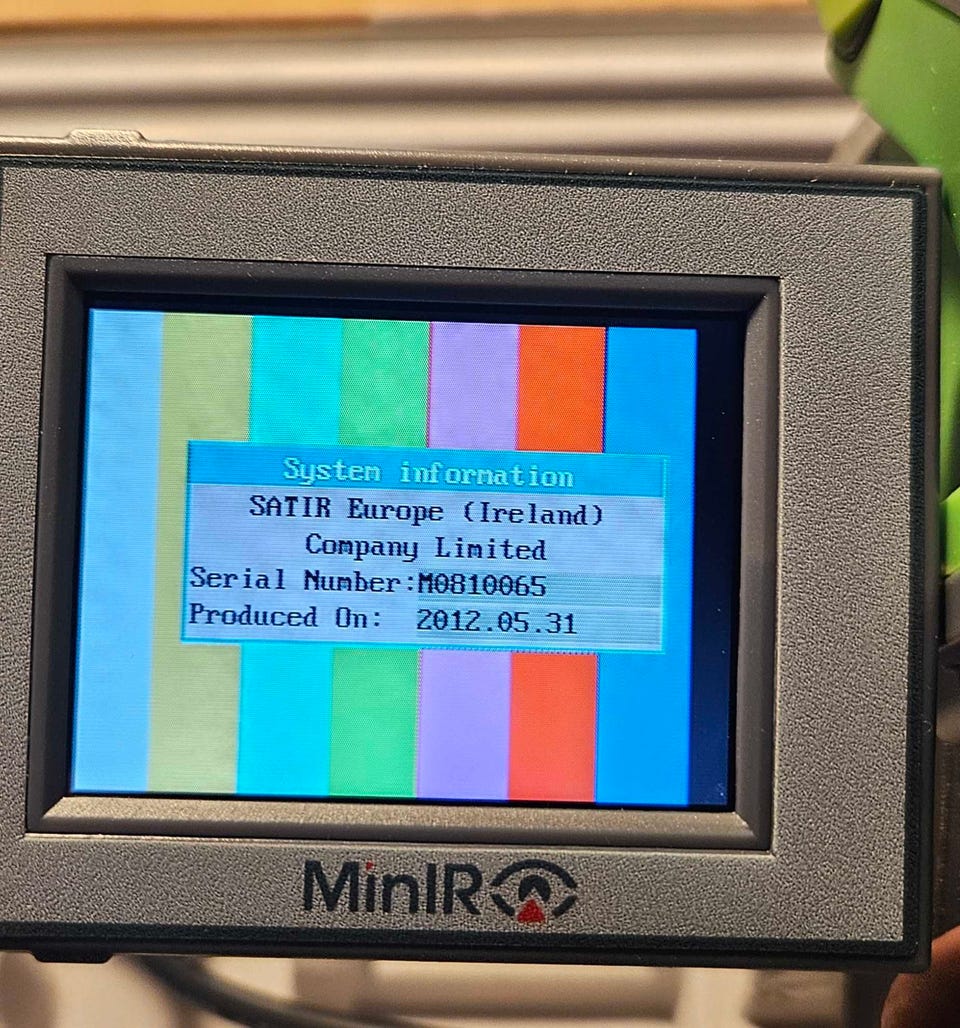 System information
SATIR Europe (Ireland)
Company Limited
Serial Number:M0810065
Produced On: 2012.05.31
MinIR